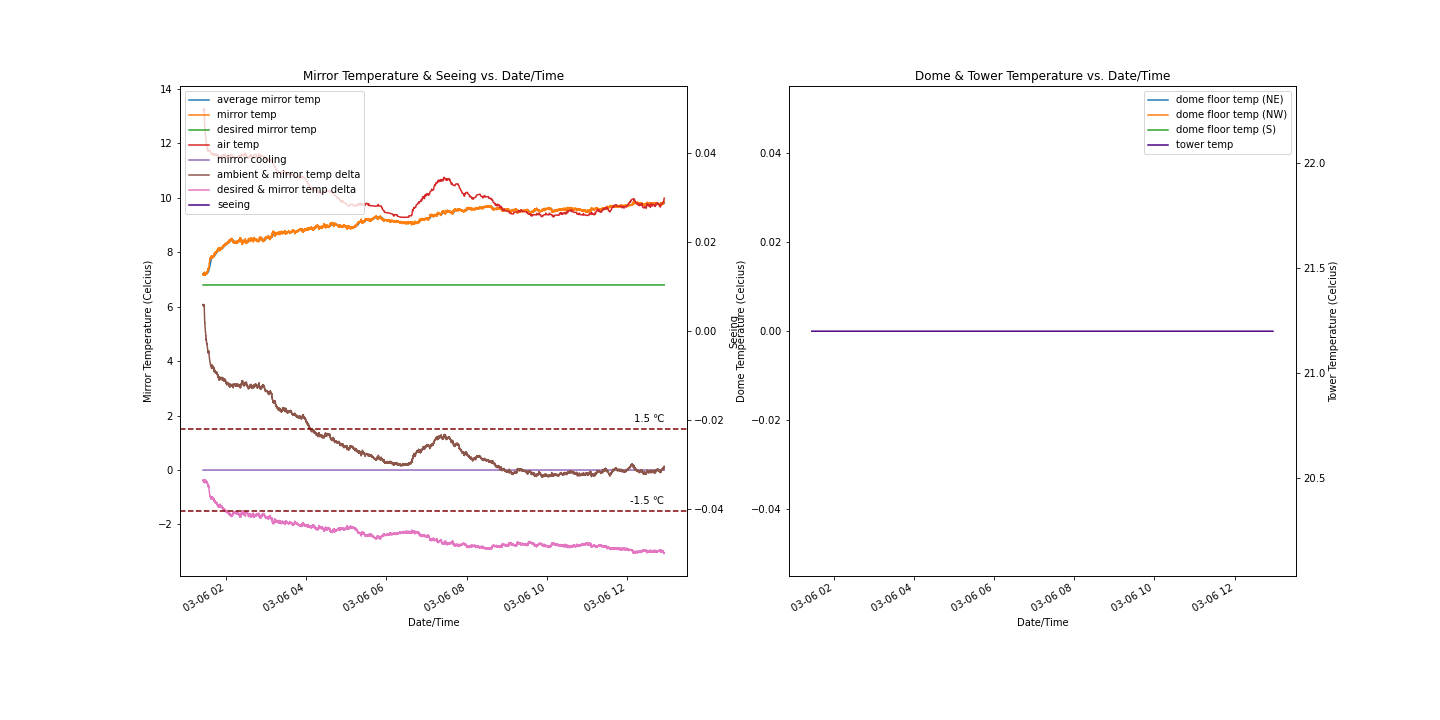 Mirror Temperature & Seeing vs. Date/Time
14
12
10
8
6
4
2
0
−2
Mirror Temperature (Celcius)
average mirror temp
mirror temp
desired mirror temp
air temp
mirror cooling
ambient & mirror temp delta
desired & mirror temp delta
seeing
1.5 °C
-1.5 °C
0.04
0.02
0.00
−0.02
−0.04
Seeing
03-06 02
03-06 04
03-06 06
03-06 08
03-06 10
03-06 12
Date/Time
Dome & Tower Temperature vs. Date/Time
0.04
0.02
0.00
−0.02
−0.04
Dome Temperature (Celcius)
dome floor temp (NE)
dome floor temp (NW)
dome floor temp (S)
tower temp
22.0
21.5
21.0
20.5
Tower Temperature (Celcius)
03-06 02
03-06 04
03-06 06
03-06 08
03-06 10
03-06 12
Date/Time